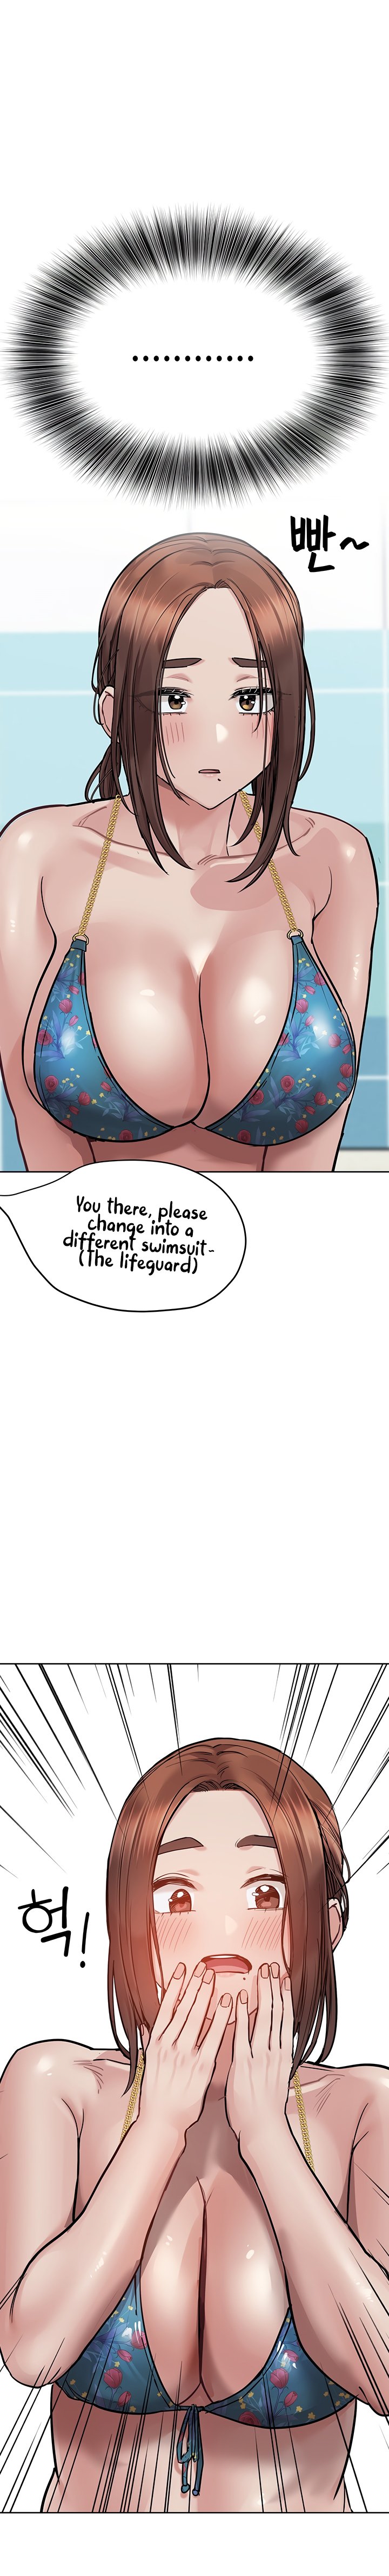 ............
빤~
You there, please
change into a
different swimsuit~
(The lifeguard)
헉!